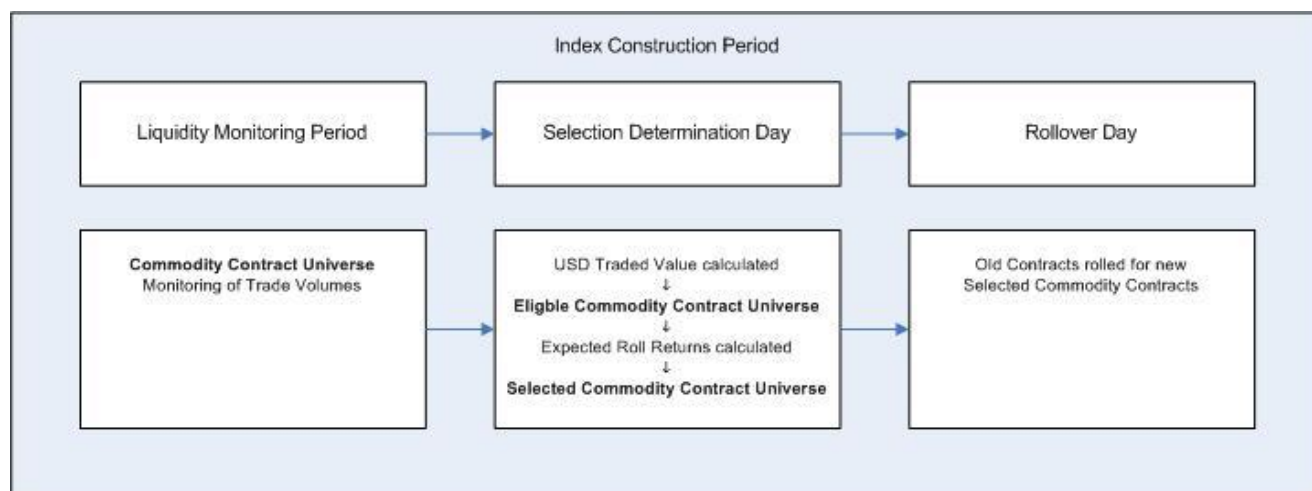 Index Construction Period
Liquidity Monitoring Period
Selection Determination Day
Rollover Day
Commodity Contract Universe
Monitoring of Trade Volumes
USD Traded Value calculated
↓
Eligble Commodity Contract Universe
↓
Expected Roll Returns calculated
↓
Selected Commodity Contract Universe
Old Contracts rolled for new
Selected Commodity Contracts